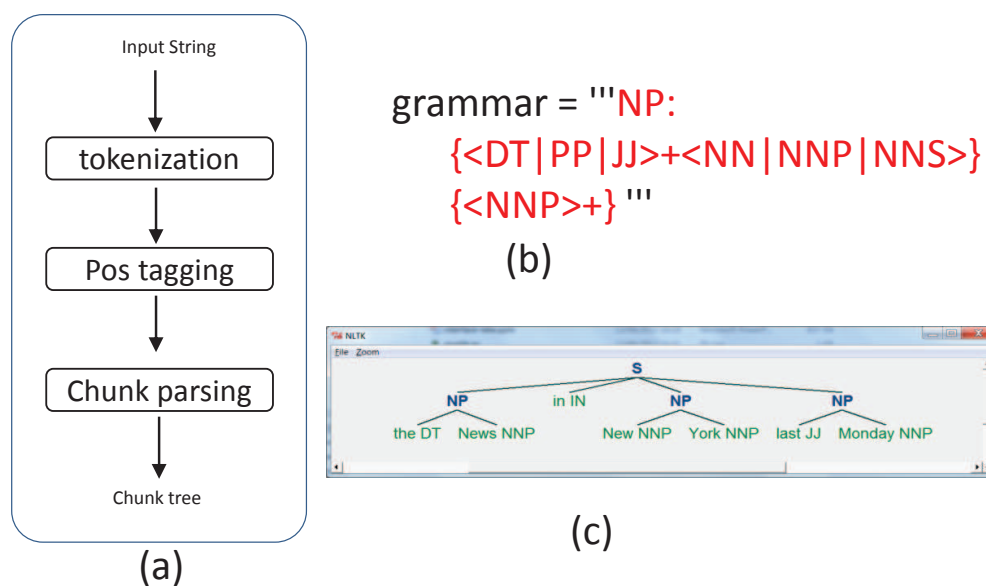 Input String
tokenization
Pos tagging
Chunk parsing
Chunk tree
(a)
grammar = '''NP:
{<DT|PP|JJ>+<NN|NNP|NNS>}
{<NNP>+} '''
(b)
NLTK
File Zoom
S
NP in IN NP NP
the DT News NNP New NNP York NNP last JJ Monday NNP
(c)